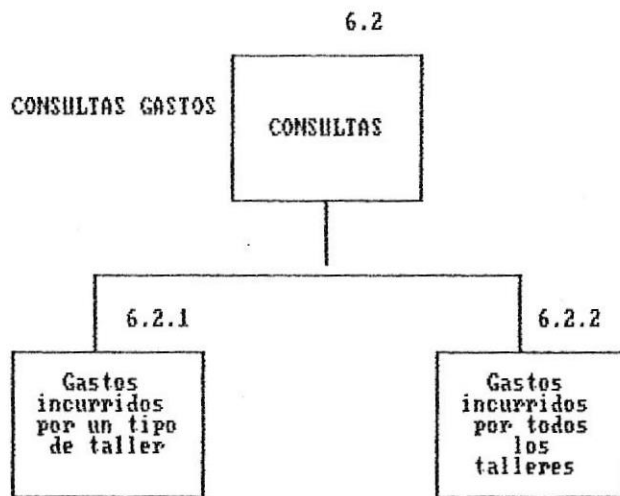 6.2
CONSULTAS GASTOS
CONSULTAS
6.2.1
6.2.2
Gastos
incurridos
por un tipo
de taller
Gastos
incurridos
por todos
los
talleres